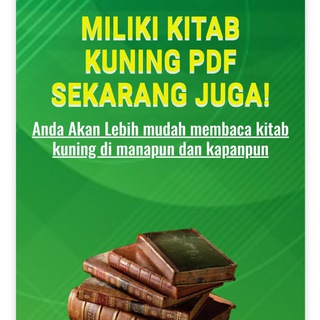 MILIKI KITAB
KUNING PDF
SEKARANG JUGA!
Anda Akan Lebih mudah membaca kitab
kuning di manapun dan kapanpun